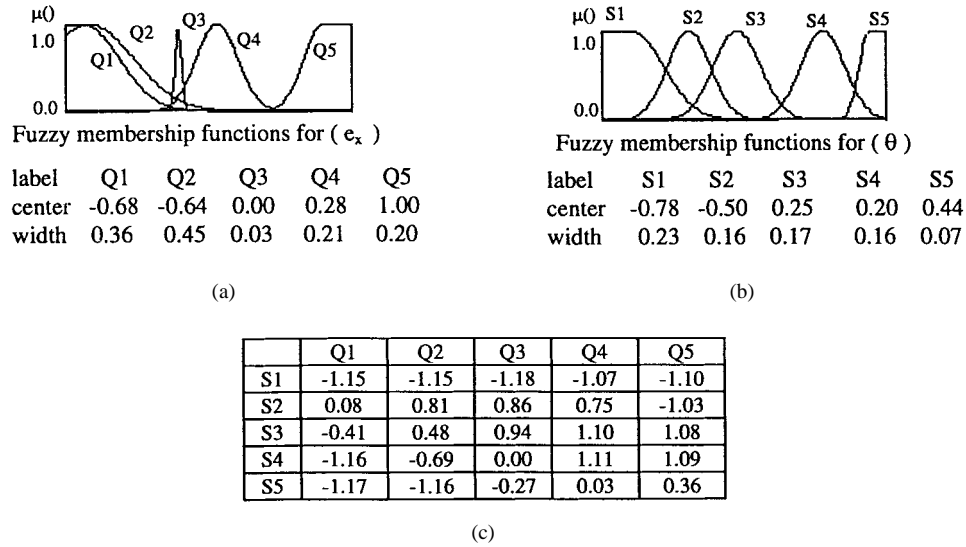 μ()
1.0
0.0
Q1
Q2
Q3
Q4
Q5
Fuzzy membership functions for ( eₓ )
label Q1 Q2 Q3 Q4 Q5
center -0.68 -0.64 0.00 0.28 1.00
width 0.36 0.45 0.03 0.21 0.20
(a)
μ()
1.0
0.0
S1
S2
S3
S4
S5
Fuzzy membership functions for ( θ )
label S1 S2 S3 S4 S5
center -0.78 -0.50 0.25 0.20 0.44
width 0.23 0.16 0.17 0.16 0.07
(b)
Q1 Q2 Q3 Q4 Q5
S1 -1.15 -1.15 -1.18 -1.07 -1.10
S2 0.08 0.81 0.86 0.75 -1.03
S3 -0.41 0.48 0.94 1.10 1.08
S4 -1.16 -0.69 0.00 1.11 1.09
S5 -1.17 -1.16 -0.27 0.03 0.36
(c)